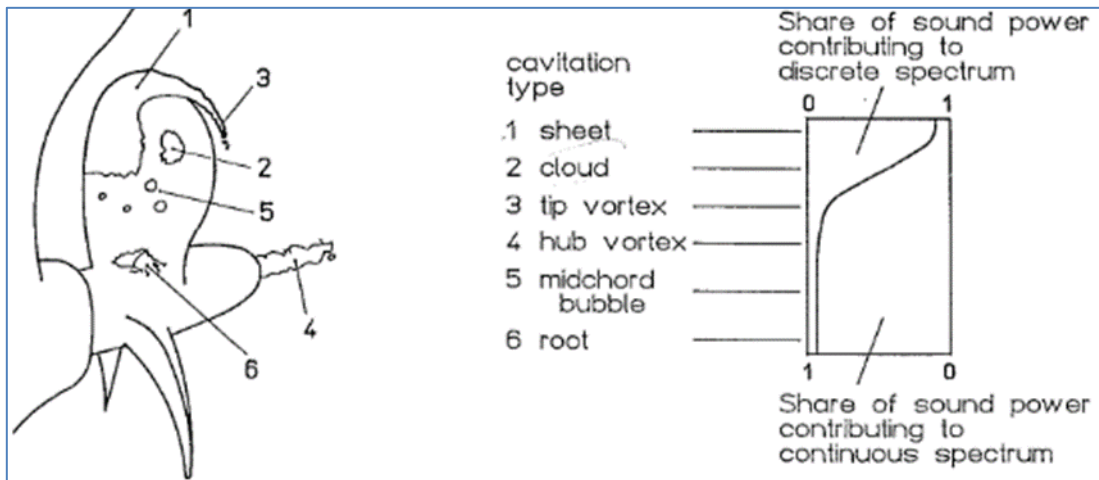 1
3
2
5
4
6
cavitation
type
1 sheet
2 cloud
3 tip vortex
4 hub vortex
5 midchord
bubble
6 root
Share of sound power
contributing to
discrete spectrum
0 1
1 0
Share of sound power
contributing to
continuous spectrum